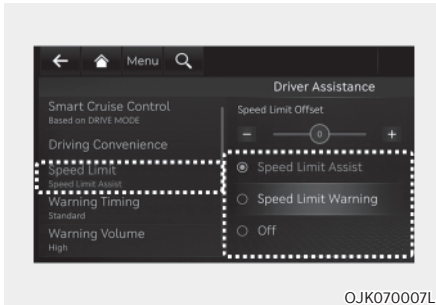 Menu
Driver Assistance
Smart Cruise Control
Based on DRIVE MODE
Driving Convenience
Speed Limit
Speed Limit Assist
Warning Timing
Standard
Warning Volume
High
Speed Limit Offset
− 0 +
Speed Limit Assist
Speed Limit Warning
Off
OJK070007L